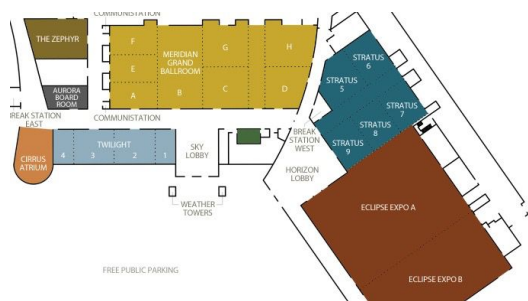 COMMUNISTATION
THE ZEPHYR
F
MERIDIAN
GRAND
BALLROOM
G
H
E
A
B
C
D
AURORA
BOARD
ROOM
STRATUS
6
STRATUS
5
STRATUS
7
STRATUS
8
STRATUS
9
BREAK STATION
EAST
COMMUNISTATION
BREAK
STATION
WEST
CIRRUS
ATRIUM
TWILIGHT
4
3
2
1
SKY
LOBBY
HORIZON
LOBBY
WEATHER
TOWERS
ECLIPSE EXPO A
FREE PUBLIC PARKING
ECLIPSE EXPO B